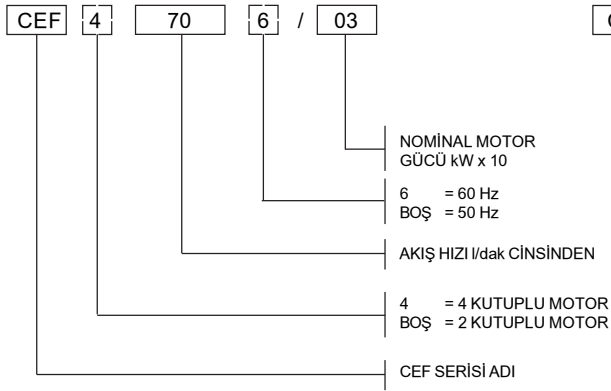 CEF 4 70 6 / 03
NOMİNAL MOTOR
GÜCÜ kW x 10
6 = 60 Hz
BOŞ = 50 Hz
AKIŞ HIZI l/dak CİNSİNDEN
4 = 4 KUTUPLU MOTOR
BOŞ = 2 KUTUPLU MOTOR
CEF SERİSİ ADI